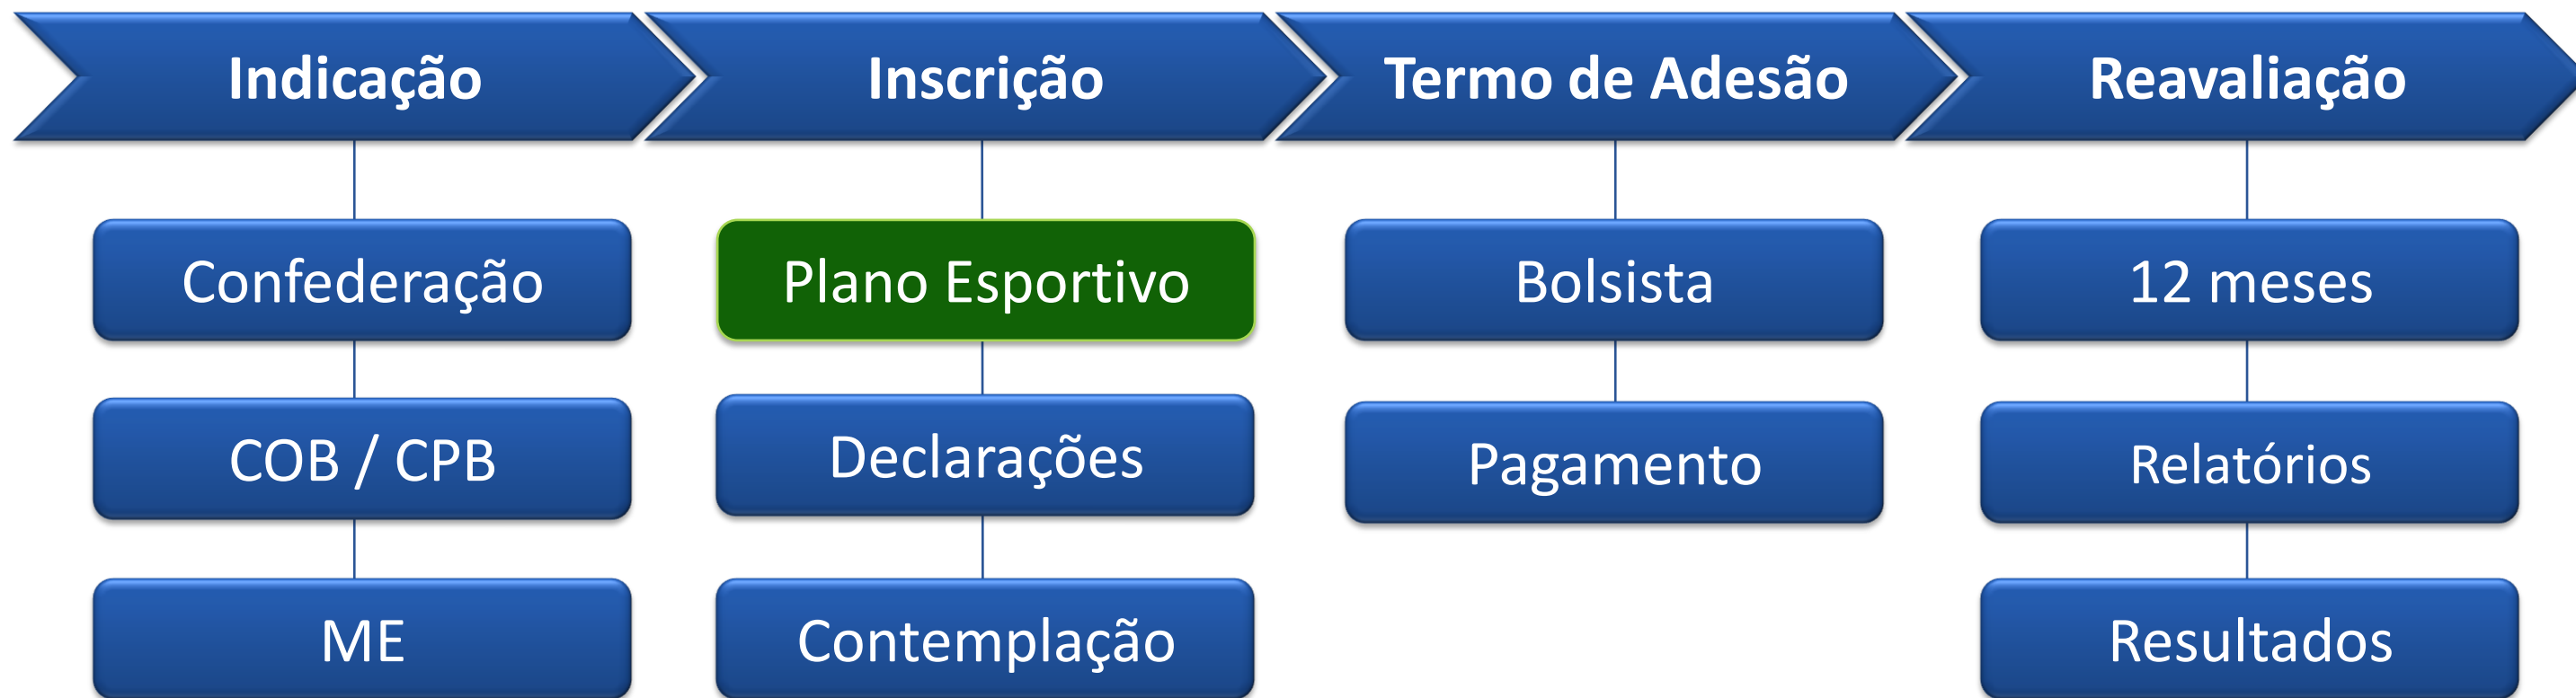 Indicação
Inscrição
Termo de Adesão
Reavaliação
Confederação
Plano Esportivo
Bolsista
12 meses
COB / CPB
Declarações
Pagamento
Relatórios
ME
Contemplação
Resultados